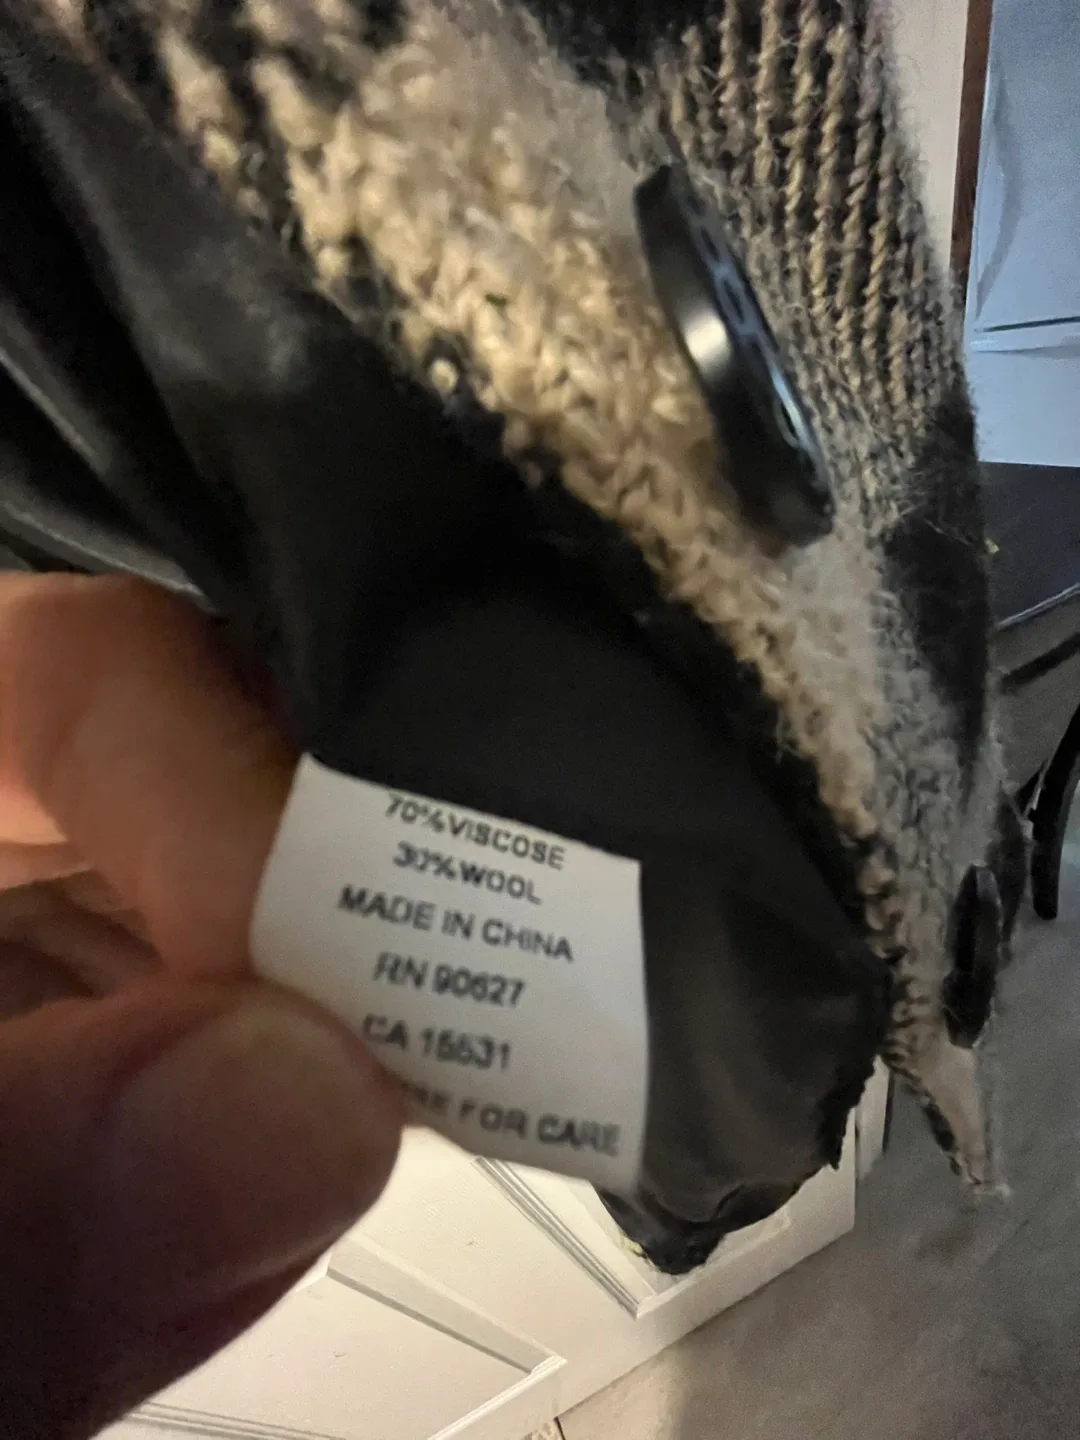 70%VISCOSE
30%WOOL
MADE IN CHINA
RN 90627
CA 15531
FOR CARE